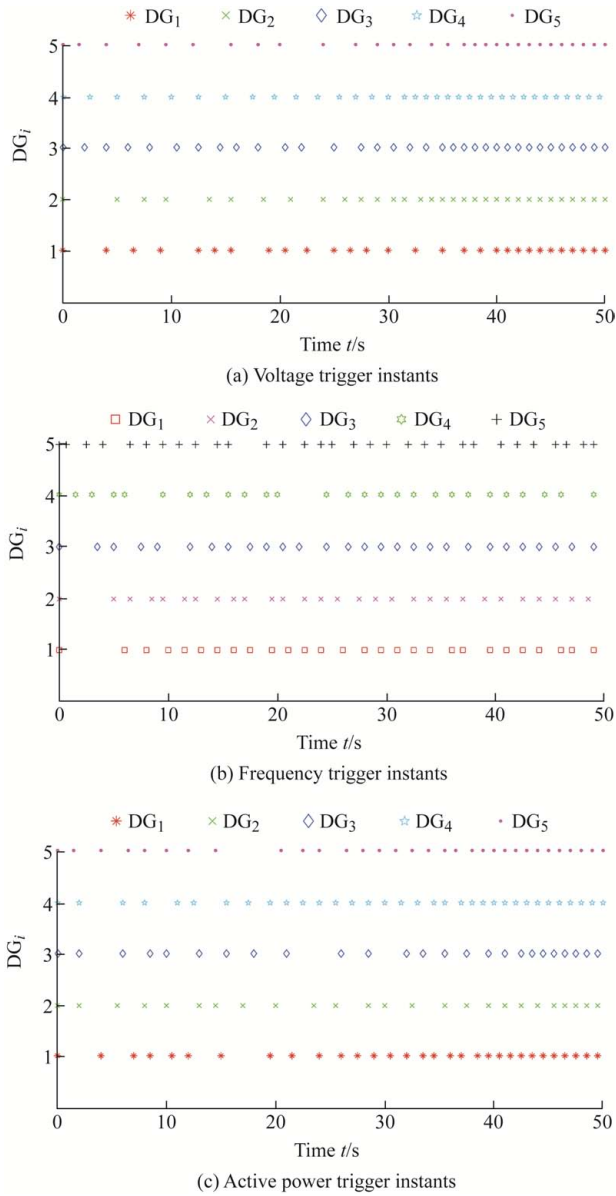 DG1 DG2 DG3 DG4 DG5
5
4
3
2
1
DGi
0 10 20 30 40 50
Time t/s
(a) Voltage trigger instants
DG1 DG2 DG3 DG4 DG5
5
4
3
2
1
DGi
0 10 20 30 40 50
Time t/s
(b) Frequency trigger instants
DG1 DG2 DG3 DG4 DG5
5
4
3
2
1
DGi
0 10 20 30 40 50
Time t/s
(c) Active power trigger instants